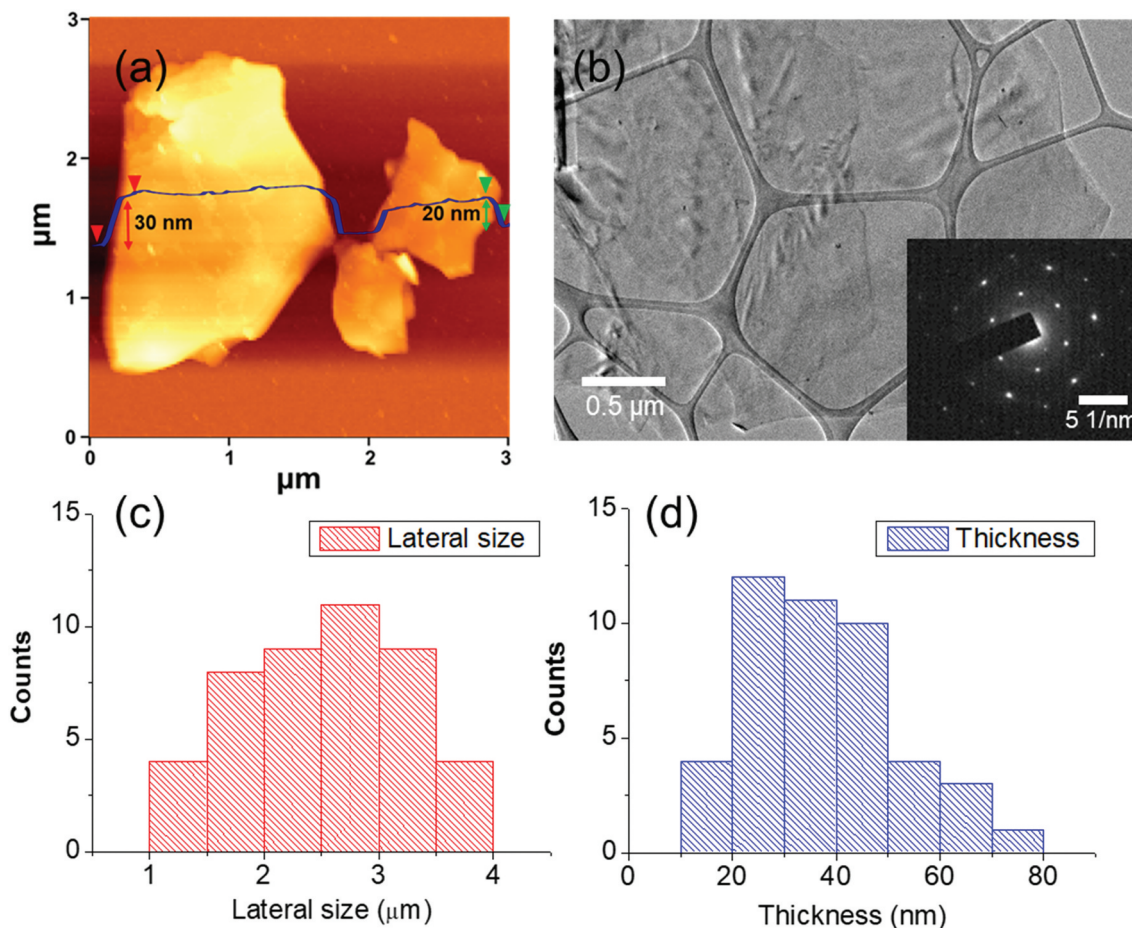 (a)
3
2
1
0
µm
30 nm
20 nm
0 1 2 3
µm
(b)
0.5 µm
5 1/nm
(c)
Lateral size
15
10
5
0
Counts
1 2 3 4
Lateral size (µm)
(d)
Thickness
15
10
5
0
Counts
0 20 40 60 80
Thickness (nm)